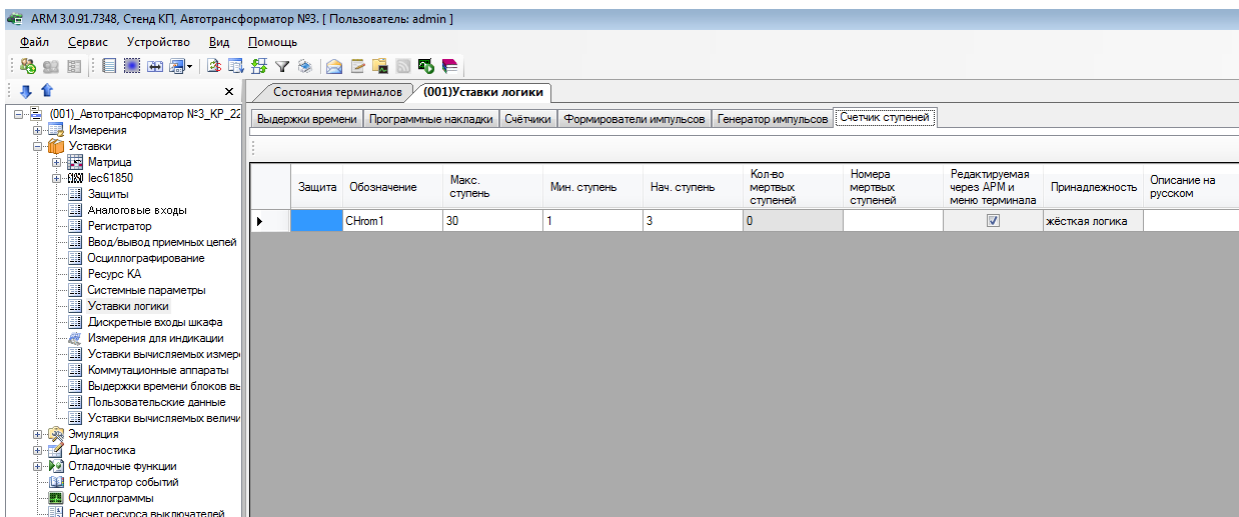 ARM 3.0.91.7348, Стенд КП, Автотрансформатор №3. [ Пользователь: admin ]
Файл Сервис Устройство Вид Помощь
Состояния терминалов (001)Уставки логики
(001)_Автотрансформатор №3_KP_22
Измерения
Уставки
Матрица
Iec61850
Защиты
Аналоговые входы
Регистратор
Ввод/вывод приемных цепей
Осциллографирование
Ресурс КА
Системные параметры
Уставки логики
Дискретные входы шкафа
Измерения для индикации
Уставки вычисляемых измер
Коммутационные аппараты
Выдержки времени блоков вы
Пользовательские данные
Уставки вычисляемых величи
Эмуляция
Диагностика
Отладочные функции
Регистратор событий
Осциллограммы
Расчет ресурса выключателей
Выдержки времени Программные накладки Счётчики Формирователи импульсов Генератор импульсов Счетчик ступеней
Защита Обозначение Макс. ступень Мин. ступень Нач. ступень Кол-во мертвых ступеней Номера мертвых ступеней Редактируемая через АРМ и меню терминала Принадлежность Описание на русском
CHrom1 30 1 3 0 жёсткая логика